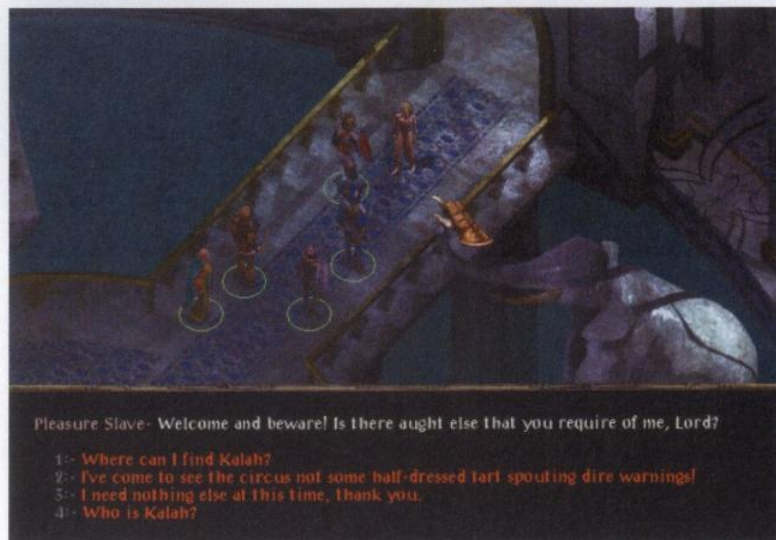 Pleasure Slave- Welcome and beware! Is there aught else that you require of me, Lord?
1:- Where can I find Kalah?
2:- I've come to see the circus not some half-dressed tart spouting dire warnings!
3:- I need nothing else at this time, thank you.
4:- Who is Kalah?